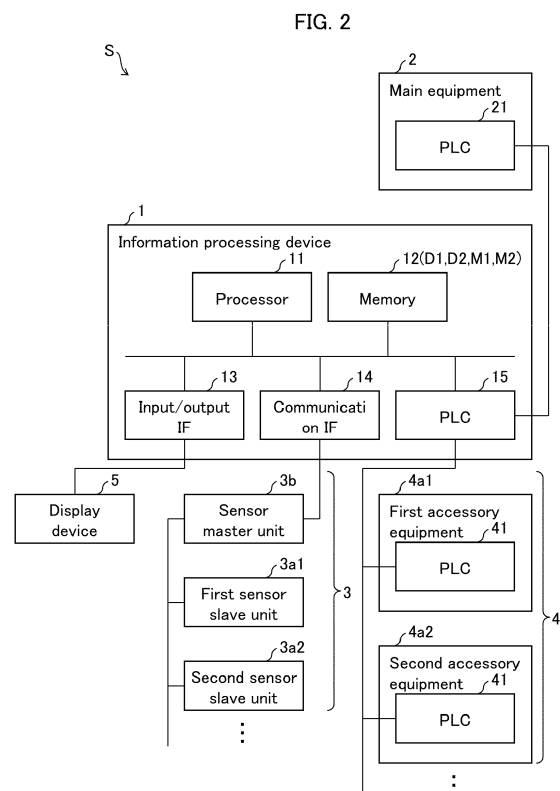 FIG. 2
S
2
Main equipment
21
PLC
1
Information processing device
11
Processor
12(D1,D2,M1,M2)
Memory
13
Input/output
IF
14
Communicati
on IF
15
PLC
5
Display
device
3b
Sensor
master unit
3a1
First sensor
slave unit
3a2
Second sensor
slave unit
3
4a1
First accessory
equipment
41
PLC
4a2
Second accessory
equipment
41
PLC
4